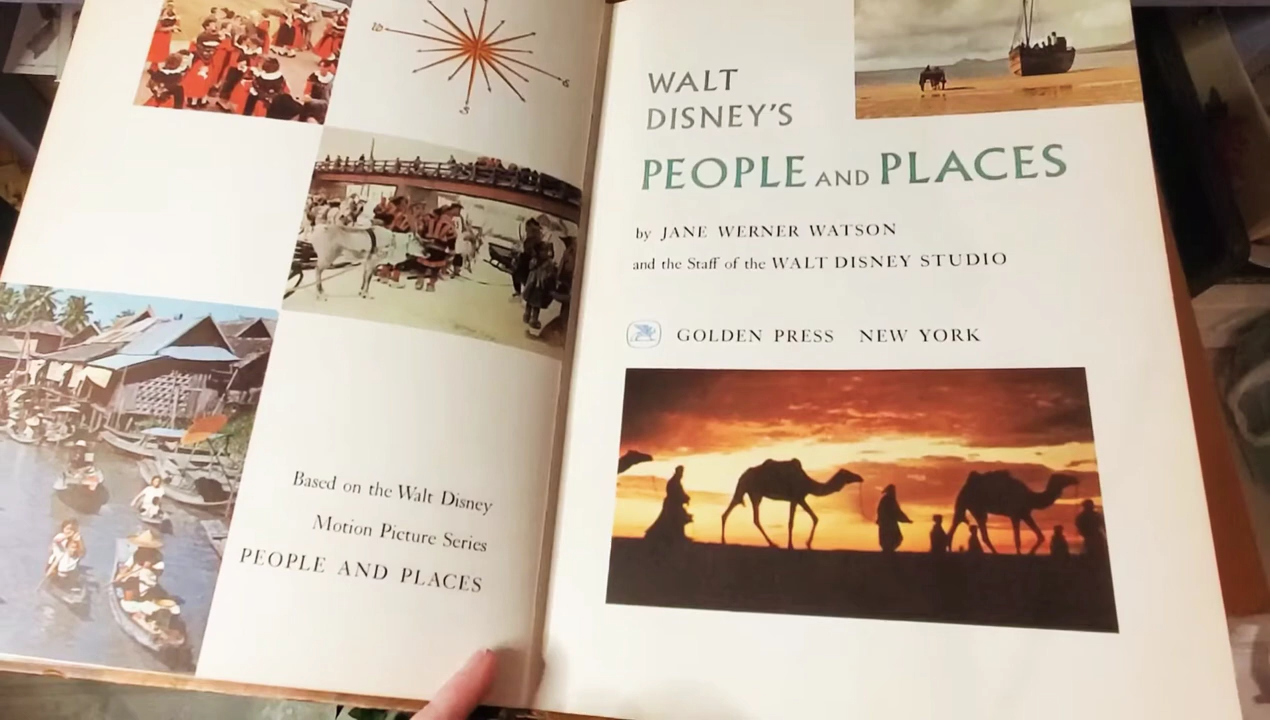 W
S
Based on the Walt Disney
Motion Picture Series
PEOPLE AND PLACES
WALT
DISNEY'S
PEOPLE AND PLACES
by JANE WERNER WATSON
and the Staff of the WALT DISNEY STUDIO
GOLDEN PRESS NEW YORK